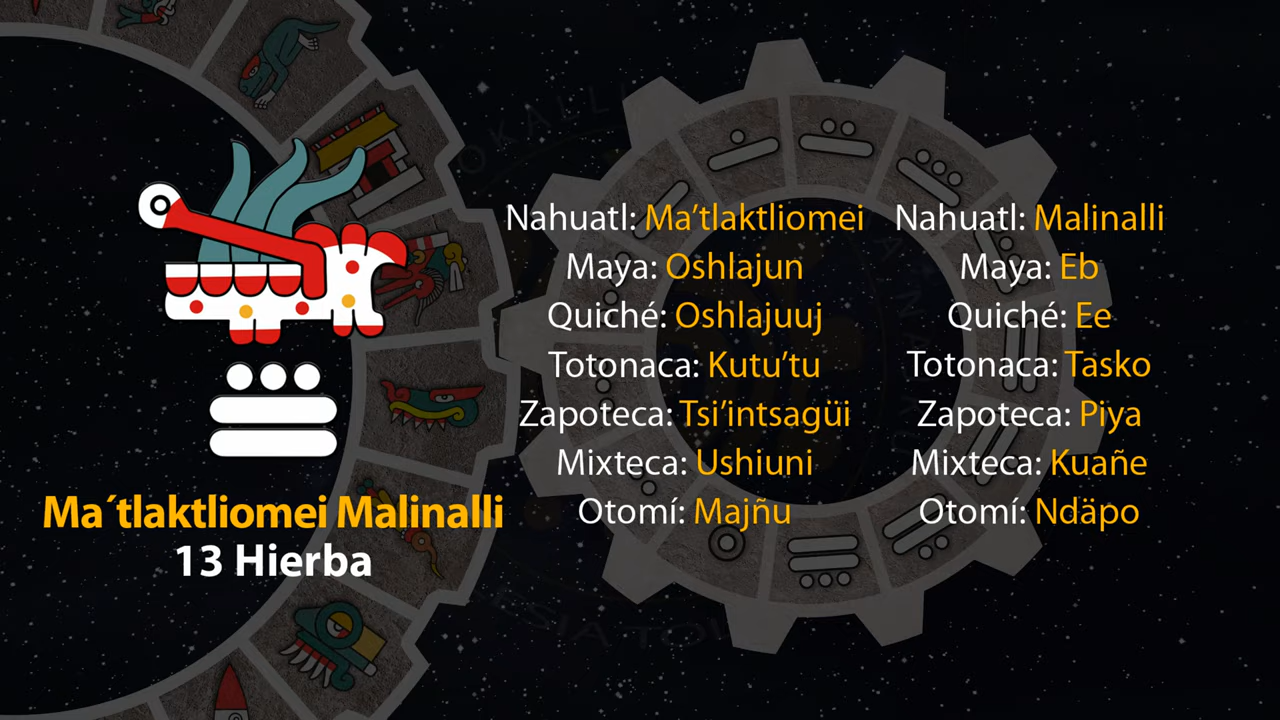 Ma´tlaktliomei Malinalli
13 Hierba
Nahuatl: Ma’tlaktliomei
Maya: Oshlajun
Quiché: Oshlajuuj
Totonaca: Kutu’tu
Zapoteca: Tsi’intsagüi
Mixteca: Ushiuni
Otomí: Majñu
Nahuatl: Malinalli
Maya: Eb
Quiché: Ee
Totonaca: Tasko
Zapoteca: Piya
Mixteca: Kuañe
Otomí: Ndäpo